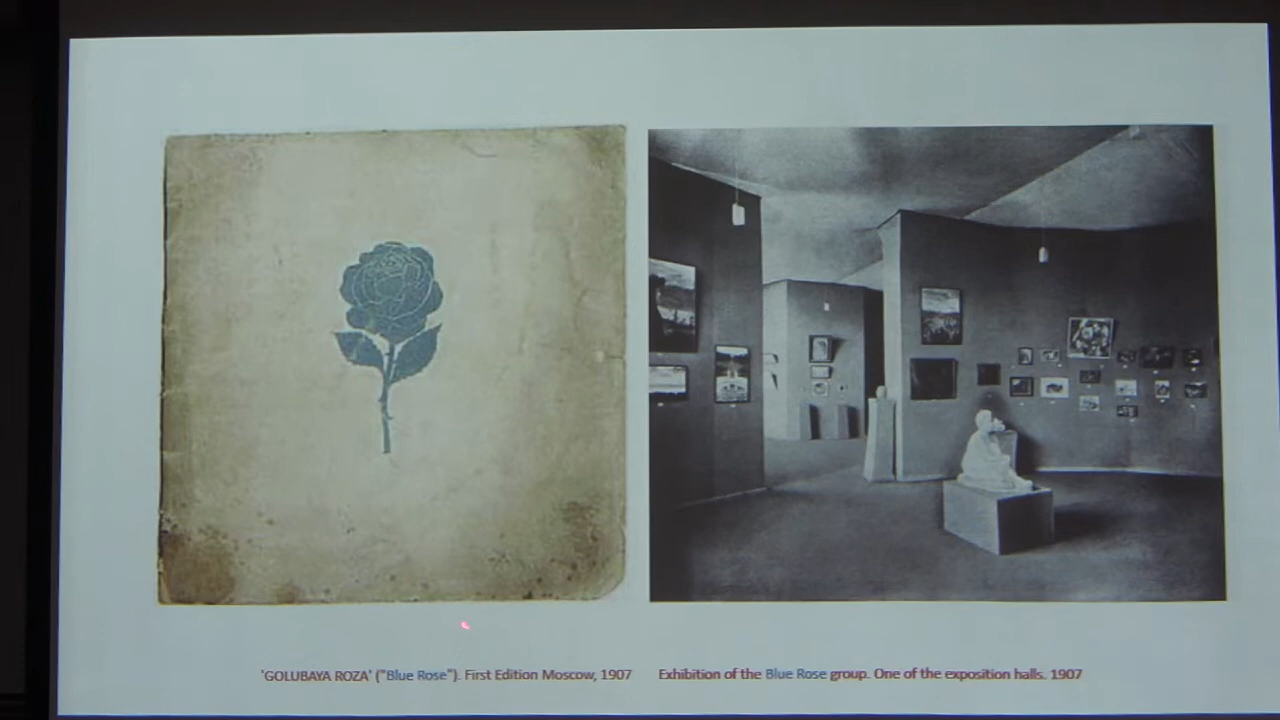 'GOLUBAYA ROZA' ("Blue Rose"). First Edition Moscow, 1907
Exhibition of the Blue Rose group. One of the exposition halls. 1907